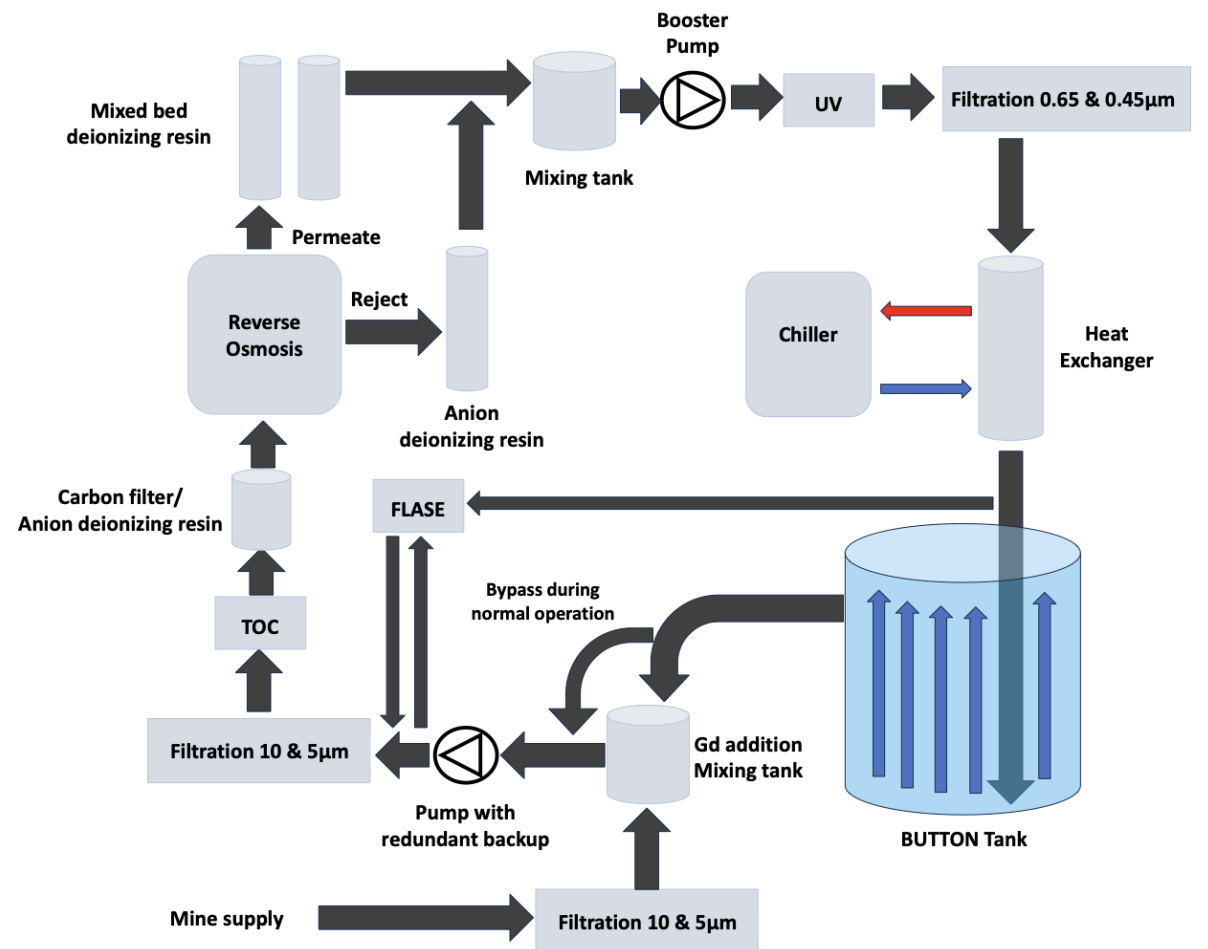 Booster
Pump
Mixed bed
deionizing resin
UV
Filtration 0.65 & 0.45µm
Mixing tank
Permeate
Reverse
Osmosis
Reject
Chiller
Heat
Exchanger
Anion
deionizing resin
Carbon filter/
Anion deionizing resin
FLASE
Bypass during
normal operation
TOC
Filtration 10 & 5µm
Gd addition
Mixing tank
Pump with
redundant backup
BUTTON Tank
Mine supply
Filtration 10 & 5µm